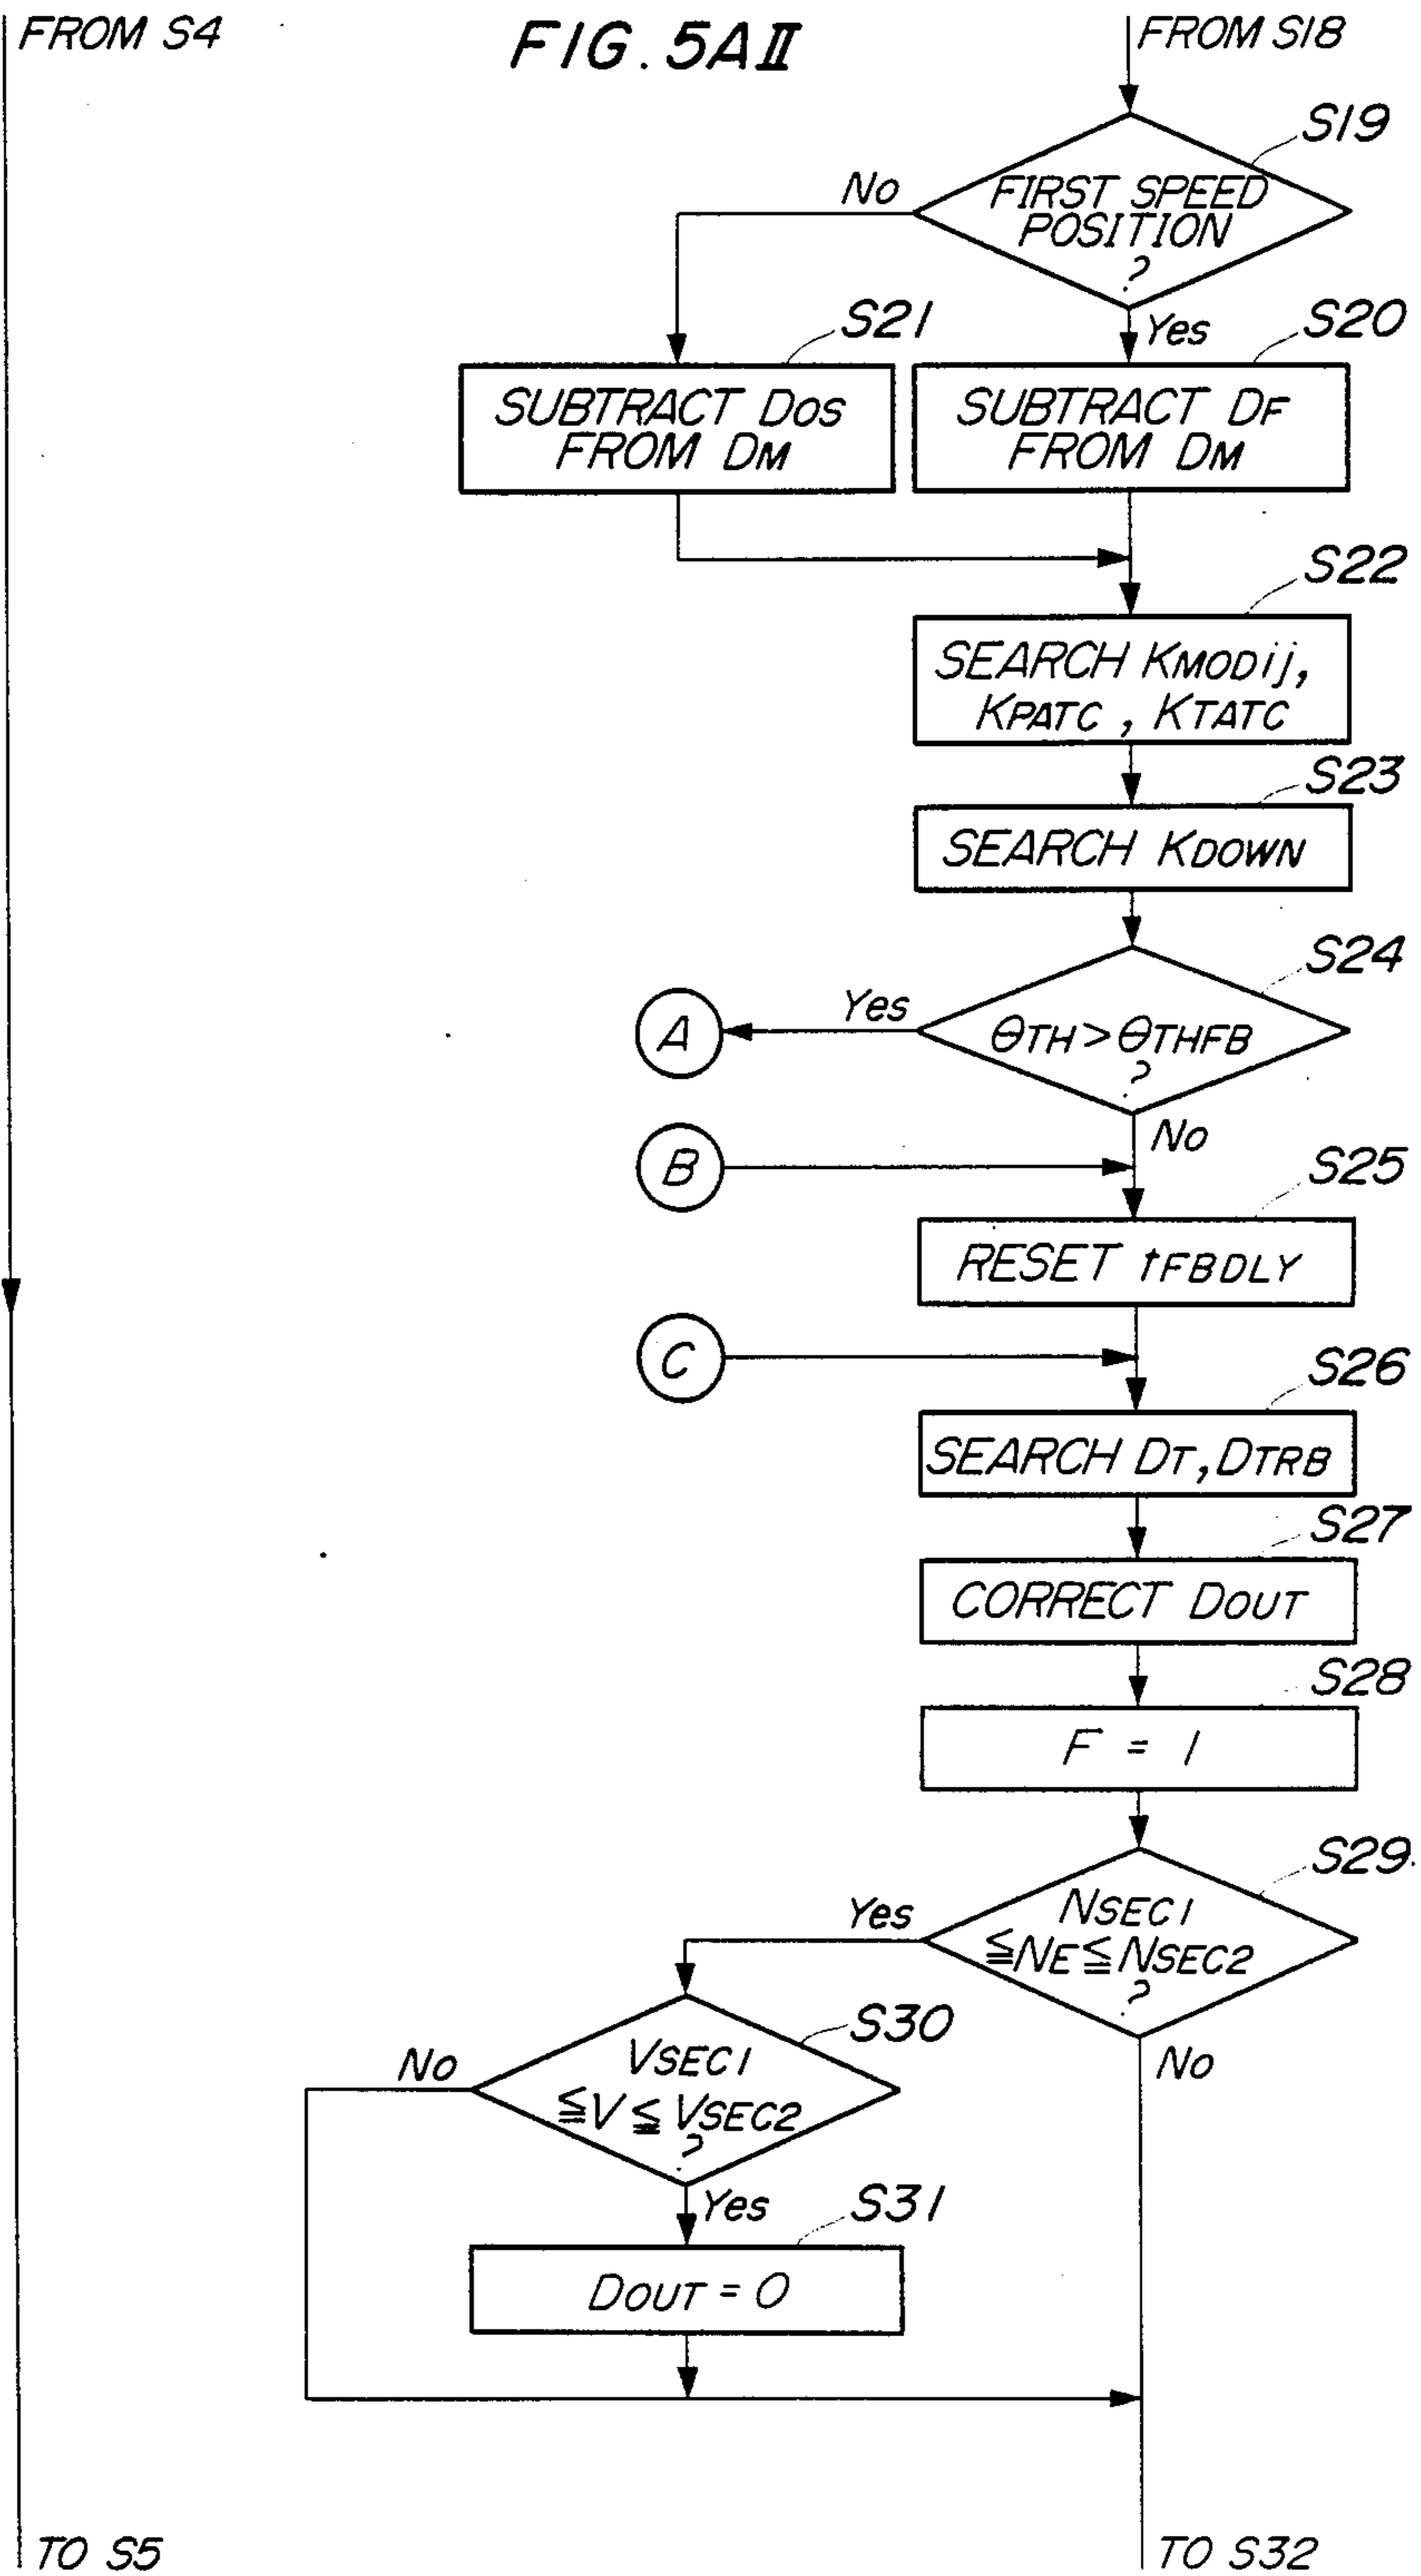 FROM S4
FIG. 5AII
FROM S18
S19
No
FIRST SPEED
POSITION
?
S21
Yes
S20
SUBTRACT DOS
FROM DM
SUBTRACT DF
FROM DM
S22
SEARCH KMODij,
KPATC, KTATC
S23
SEARCH KDOWN
S24
A
Yes
θTH>θTHFB
?
No
B
S25
RESET tFBDLY
C
S26
SEARCH DT, DTRB
S27
CORRECT DOUT
S28
F = 1
S29
Yes
NSEC1
≦NE≦NSEC2
?
S30
No
No
VSEC1
≦V≦VSEC2
?
Yes
S31
DOUT = 0
TO S5
TO S32